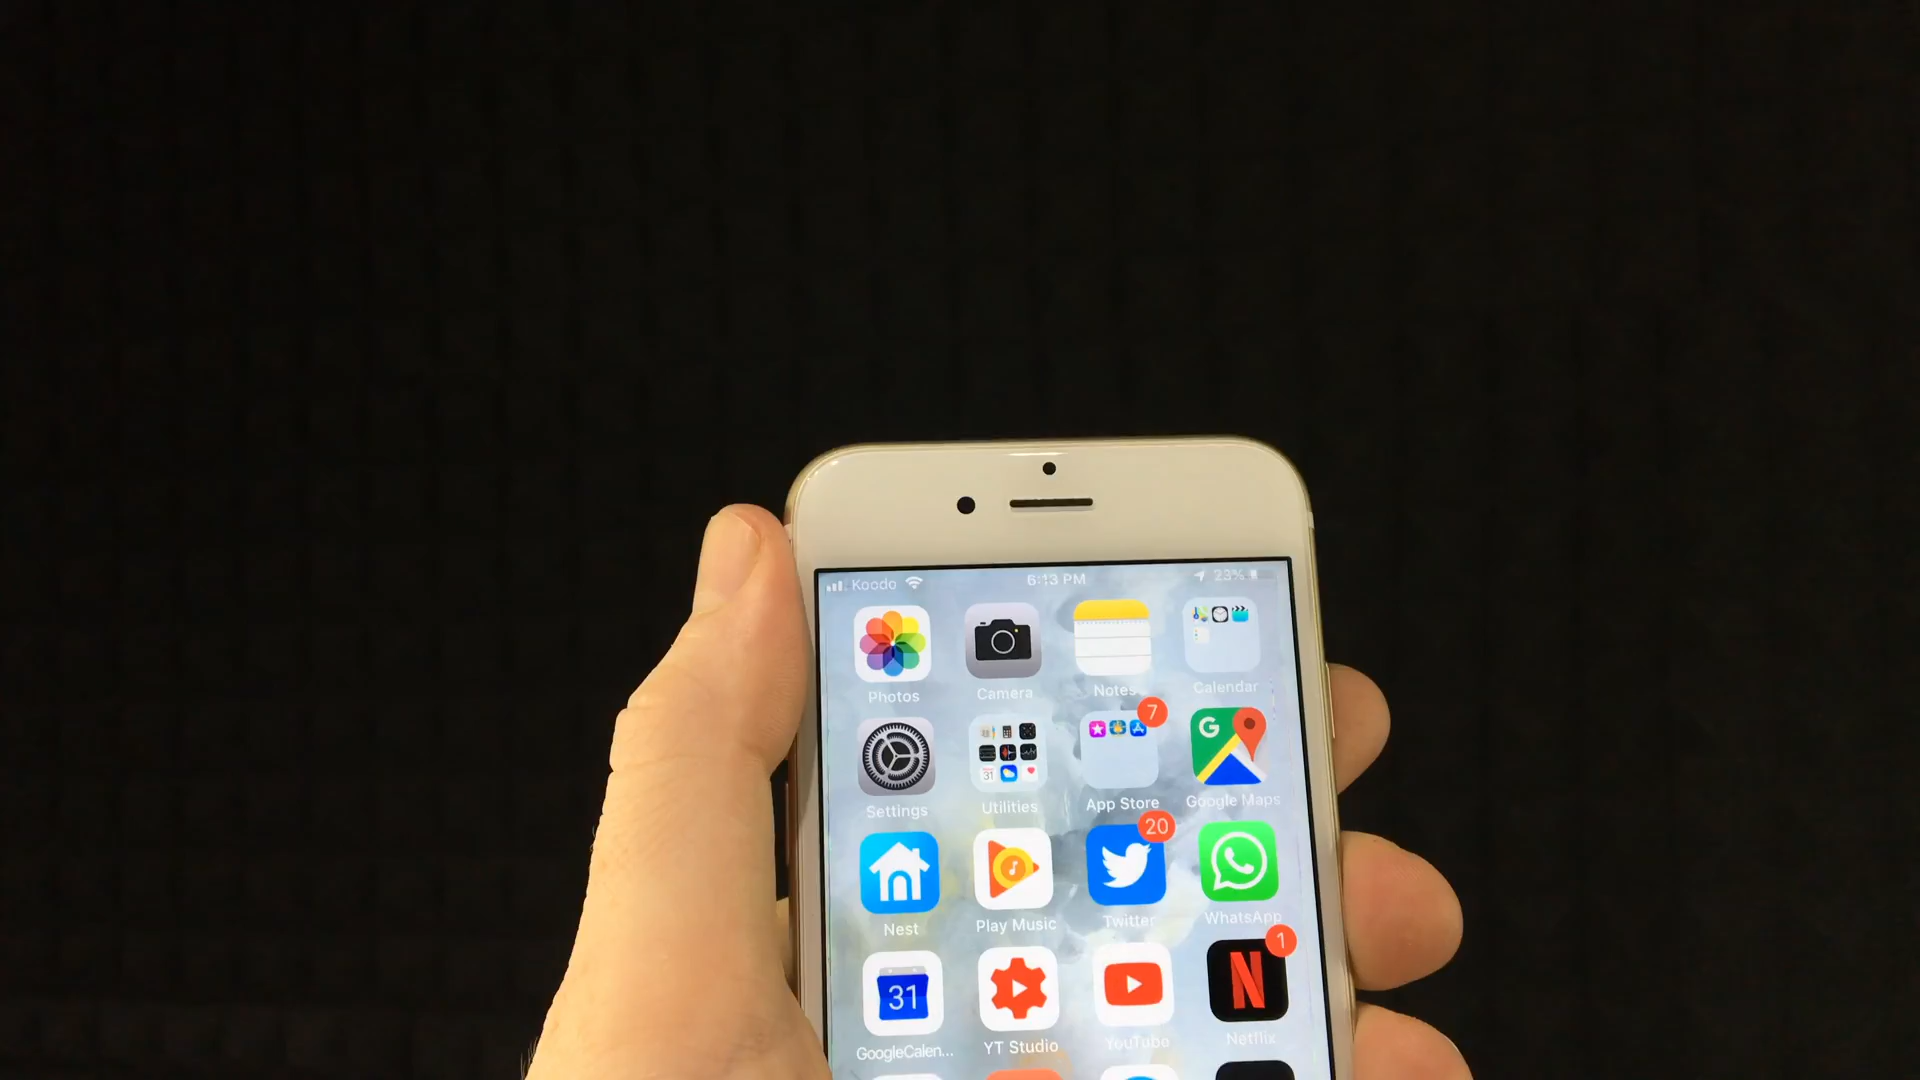 Koodo 6:13 PM 23%
Photos Camera Notes Calendar
7
G
31
Settings Utilities App Store Google Maps
20
Nest Play Music Twitter WhatsApp
1
31
N
GoogleCalen... YT Studio YouTube Netflix